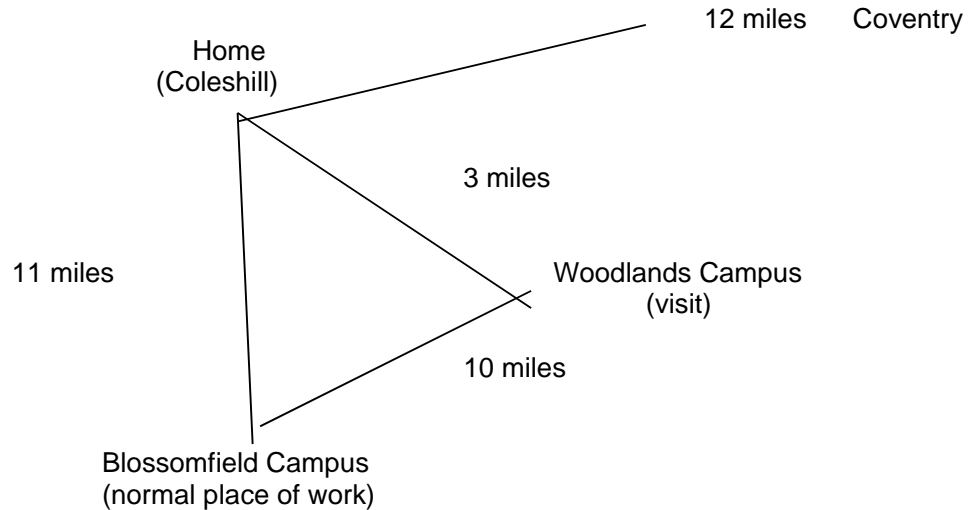 12 miles Coventry
Home
(Coleshill)
3 miles
11 miles
Woodlands Campus
(visit)
10 miles
Blossomfield Campus
(normal place of work)